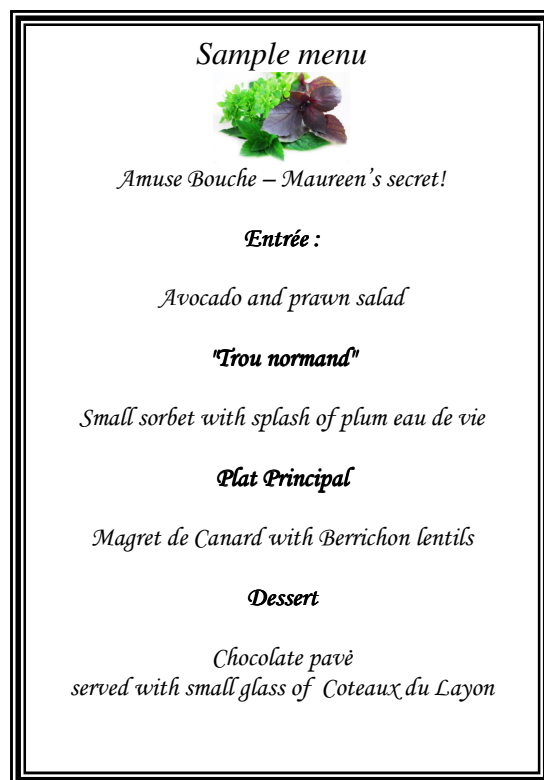 Sample menu
Amuse Bouche – Maureen's secret!
Entrée :
Avocado and prawn salad
"Trou normand"
Small sorbet with splash of plum eau de vie
Plat Principal
Magret de Canard with Berrichon lentils
Dessert
Chocolate pavė
served with small glass of Coteaux du Layon